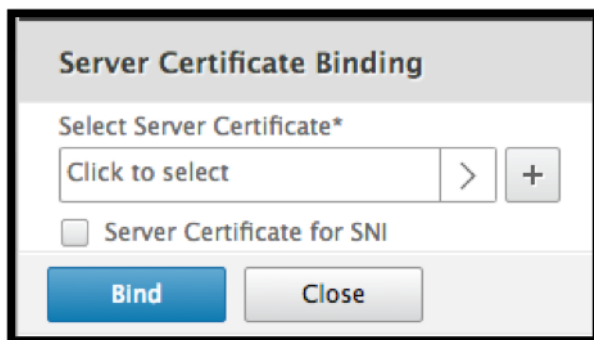 Server Certificate Binding
Select Server Certificate*
Click to select
Server Certificate for SNI
Bind Close